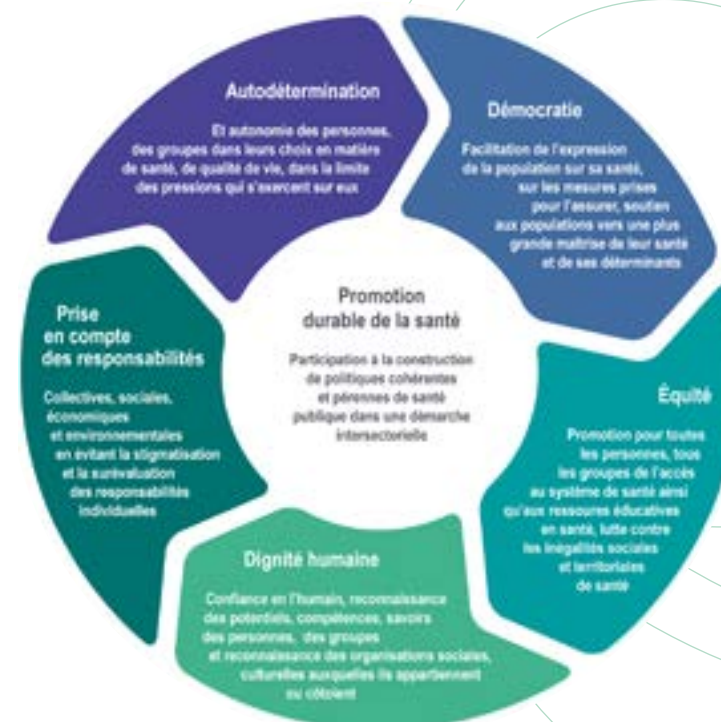 Autodétermination
Et autonomie des personnes,
des groupes dans leurs choix en matière
de santé, de qualité de vie, dans la limite
des pressions qui s'exercent sur eux
Démocratie
Facilitation de l'expression
de la population sur sa santé,
sur les mesures prises
pour l'assurer, soutien
aux populations vers une plus
grande maîtrise de leur santé
et de ses déterminants
Équité
Promotion pour toutes
les personnes, tous
les groupes de l'accès
au système de santé ainsi
qu'aux ressources éducatives
en santé, lutte contre
les inégalités sociales
et territoriales
de santé
Dignité humaine
Confiance en l'humain, reconnaissance
des potentiels, compétences, savoirs
des personnes, des groupes
et reconnaissance des organisations sociales,
culturelles auxquelles ils appartiennent
ou côtoient
Prise
en compte
des responsabilités
Collectives, sociales,
économiques
et environnementales
en évitant la stigmatisation
et la surévaluation
des responsabilités
individuelles
Promotion
durable de la santé
Participation à la construction
de politiques cohérentes
et pérennes de santé
publique dans une démarche
intersectorielle